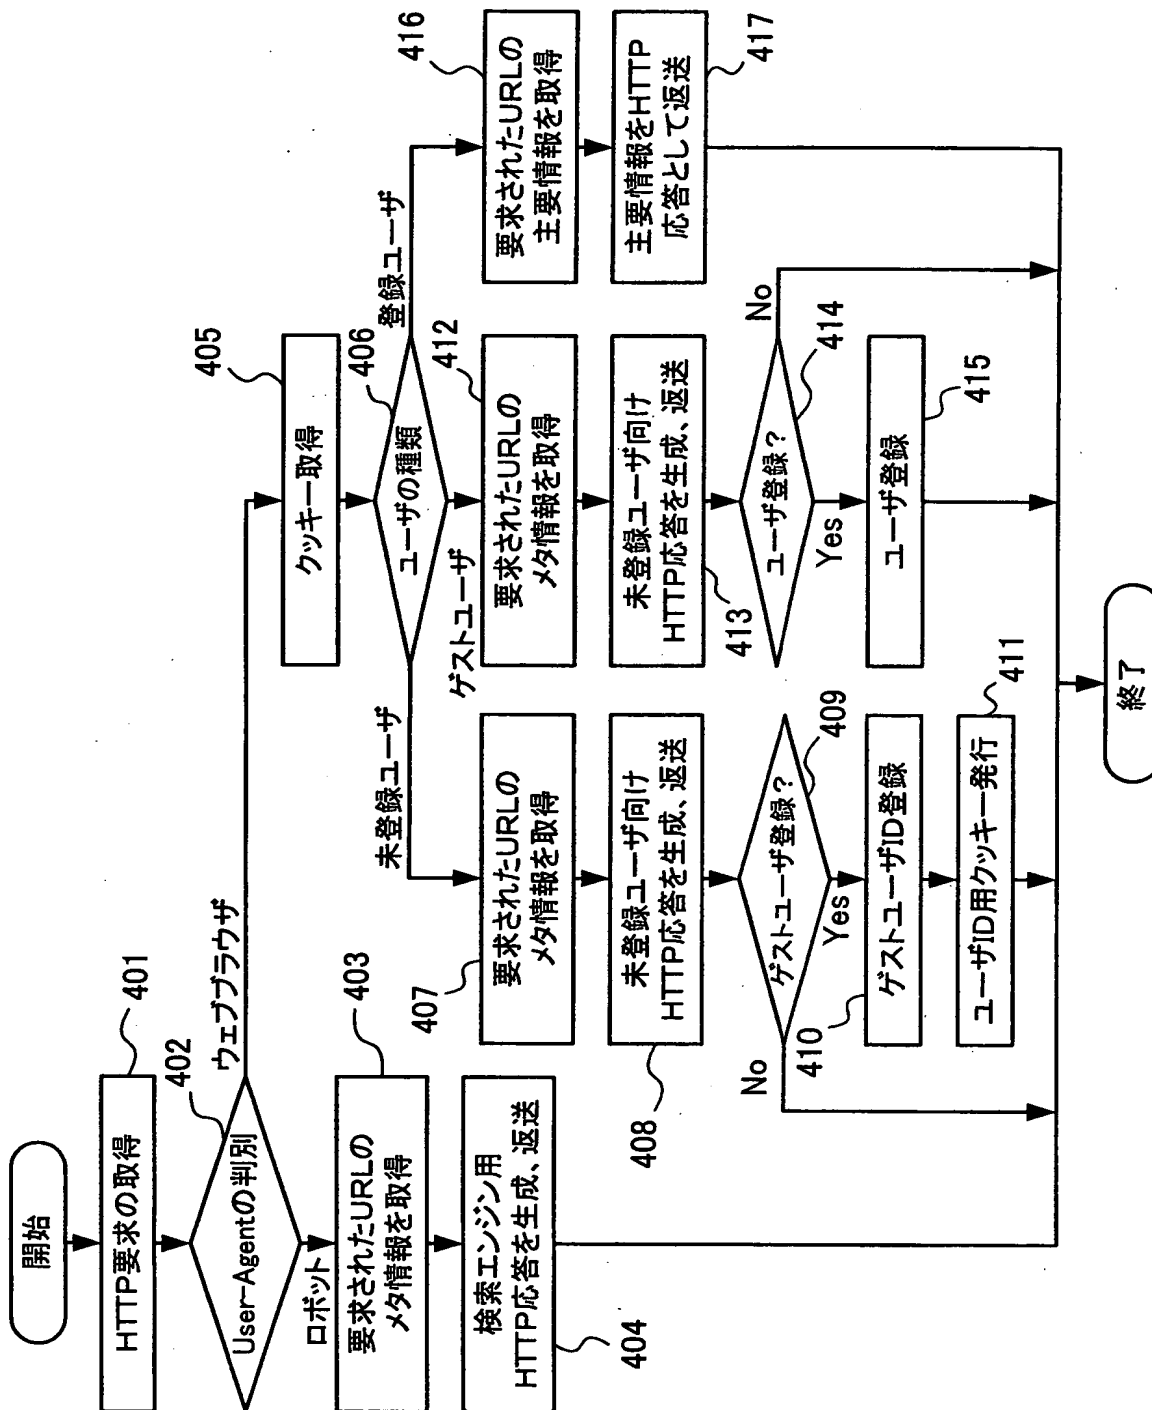 開始
HTTP要求の取得
401
User-Agentの判別
402
ウェブブラウザ
ロボット
要求されたURLの
メタ情報を取得
403
検索エンジン用
HTTP応答を生成、返送
404
クッキー取得
405
ユーザの種類
406
未登録ユーザ
ゲストユーザ
登録ユーザ
要求されたURLの
メタ情報を取得
407
未登録ユーザ向け
HTTP応答を生成、返送
408
ゲストユーザ登録?
409
No
Yes
ゲストユーザID登録
410
ユーザID用クッキー発行
411
要求されたURLの
メタ情報を取得
412
未登録ユーザ向け
HTTP応答を生成、返送
413
ユーザ登録?
414
No
Yes
ユーザ登録
415
要求されたURLの
主要情報を取得
416
主要情報をHTTP
応答として返送
417
終了